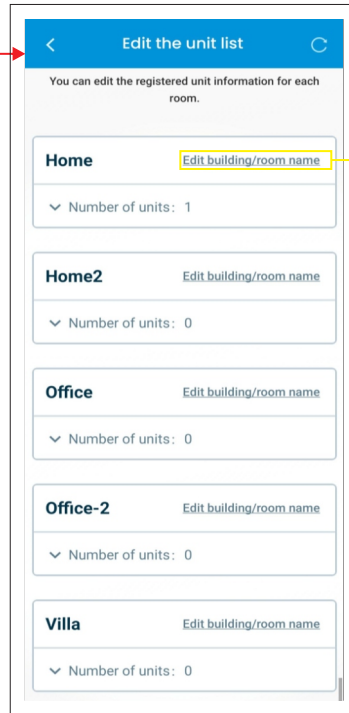 Edit the unit list
You can edit the registered unit information for each
room.
Home Edit building/room name
Number of units: 1
Home2 Edit building/room name
Number of units: 0
Office Edit building/room name
Number of units: 0
Office-2 Edit building/room name
Number of units: 0
Villa Edit building/room name
Number of units: 0